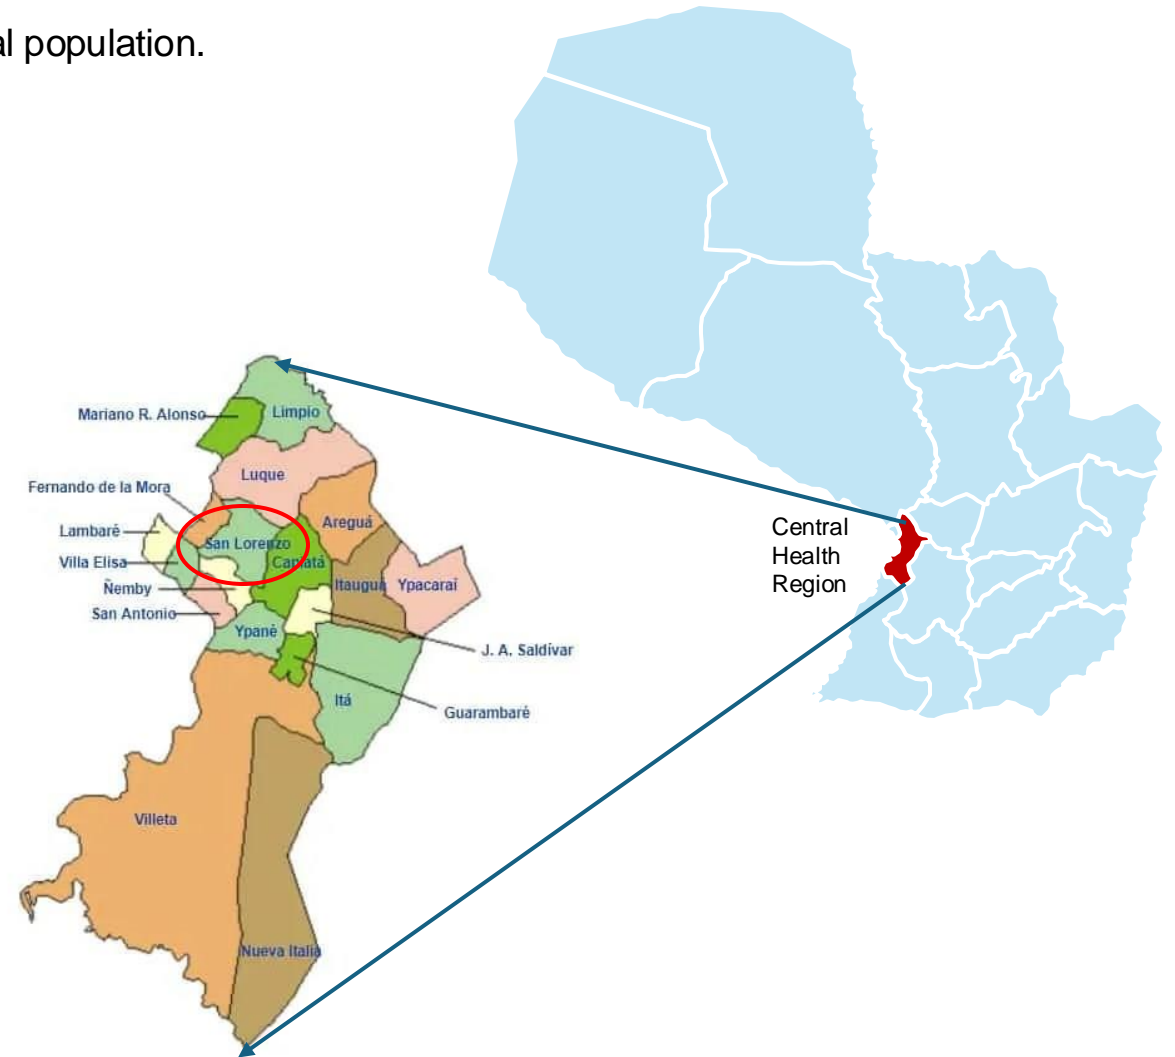 al population.
Limpio
Mariano R. Alonso
Luque
Fernando de la Mora
Areguá
Lambaré
San Lorenzo
Villa Elisa
Capiatá
Ñemby
Itauguá
Ypacaraí
San Antonio
Ypané
J. A. Saldívar
Itá
Guarambaré
Villeta
Nueva Italia
Central
Health
Region